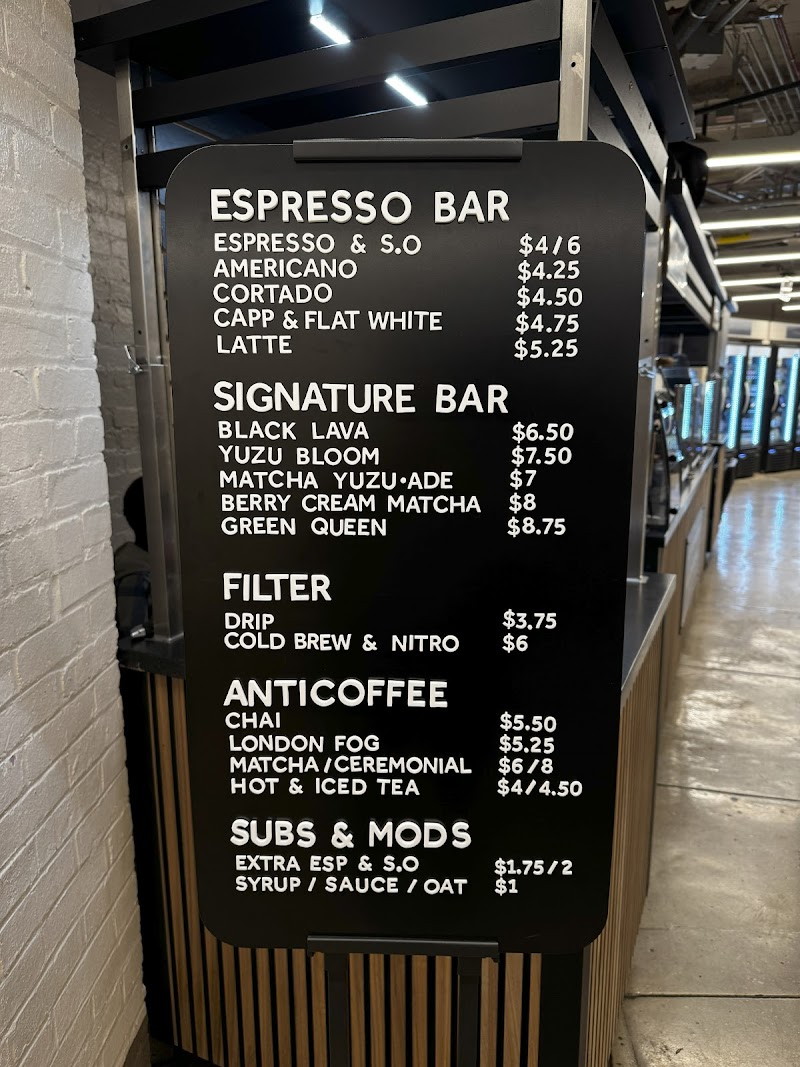 ESPRESSO BAR
ESPRESSO & S.O $4/6
AMERICANO $4.25
CORTADO $4.50
CAPP & FLAT WHITE $4.75
LATTE $5.25
SIGNATURE BAR
BLACK LAVA $6.50
YUZU BLOOM $7.50
MATCHA YUZU•ADE $7
BERRY CREAM MATCHA $8
GREEN QUEEN $8.75
FILTER
DRIP $3.75
COLD BREW & NITRO $6
ANTICOFFEE
CHAI $5.50
LONDON FOG $5.25
MATCHA/CEREMONIAL $6/8
HOT & ICED TEA $4/4.50
SUBS & MODS
EXTRA ESP & S.O $1.75/2
SYRUP / SAUCE / OAT $1